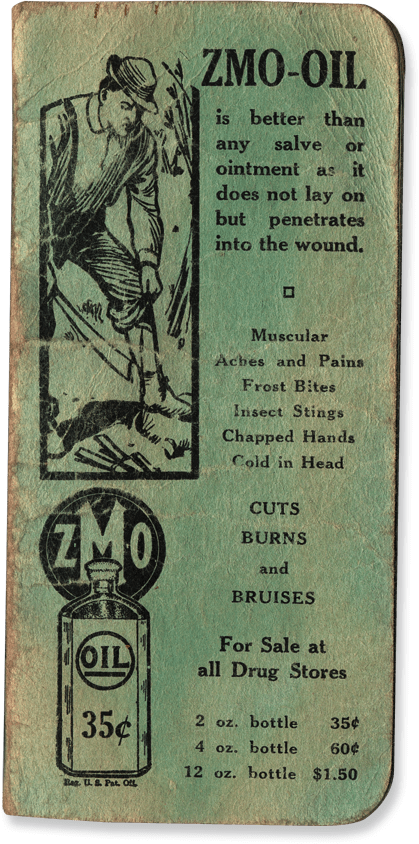 ZMO-OIL
is better than
any salve or
ointment as it
does not lay on
but penetrates
into the wound.
Muscular
Aches and Pains
Frost Bites
Insect Stings
Chapped Hands
Cold in Head
CUTS
BURNS
and
BRUISES
For Sale at
all Drug Stores
2 oz. bottle 35¢
4 oz. bottle 60¢
12 oz. bottle $1.50
ZMO
OIL
35¢
Reg. U. S. Pat. Off.